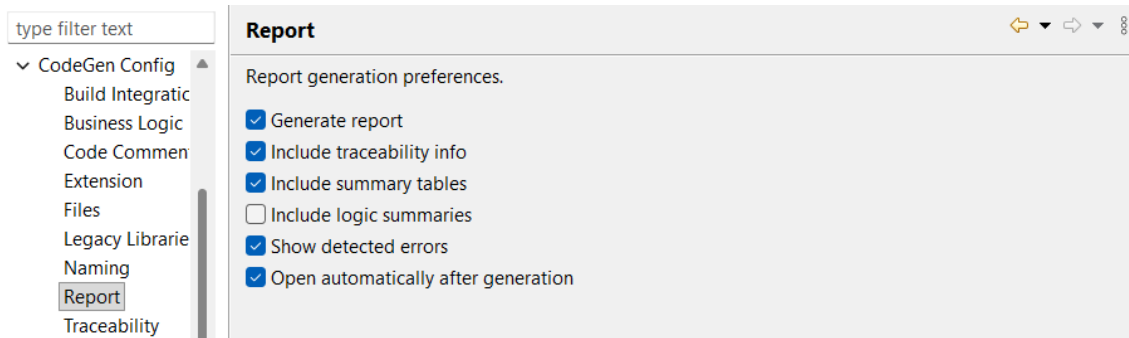 type filter text
CodeGen Config
Build Integratic
Business Logic
Code Commen
Extension
Files
Legacy Librarie
Naming
Report
Traceability
Report
Report generation preferences.
Generate report
Include traceability info
Include summary tables
Include logic summaries
Show detected errors
Open automatically after generation